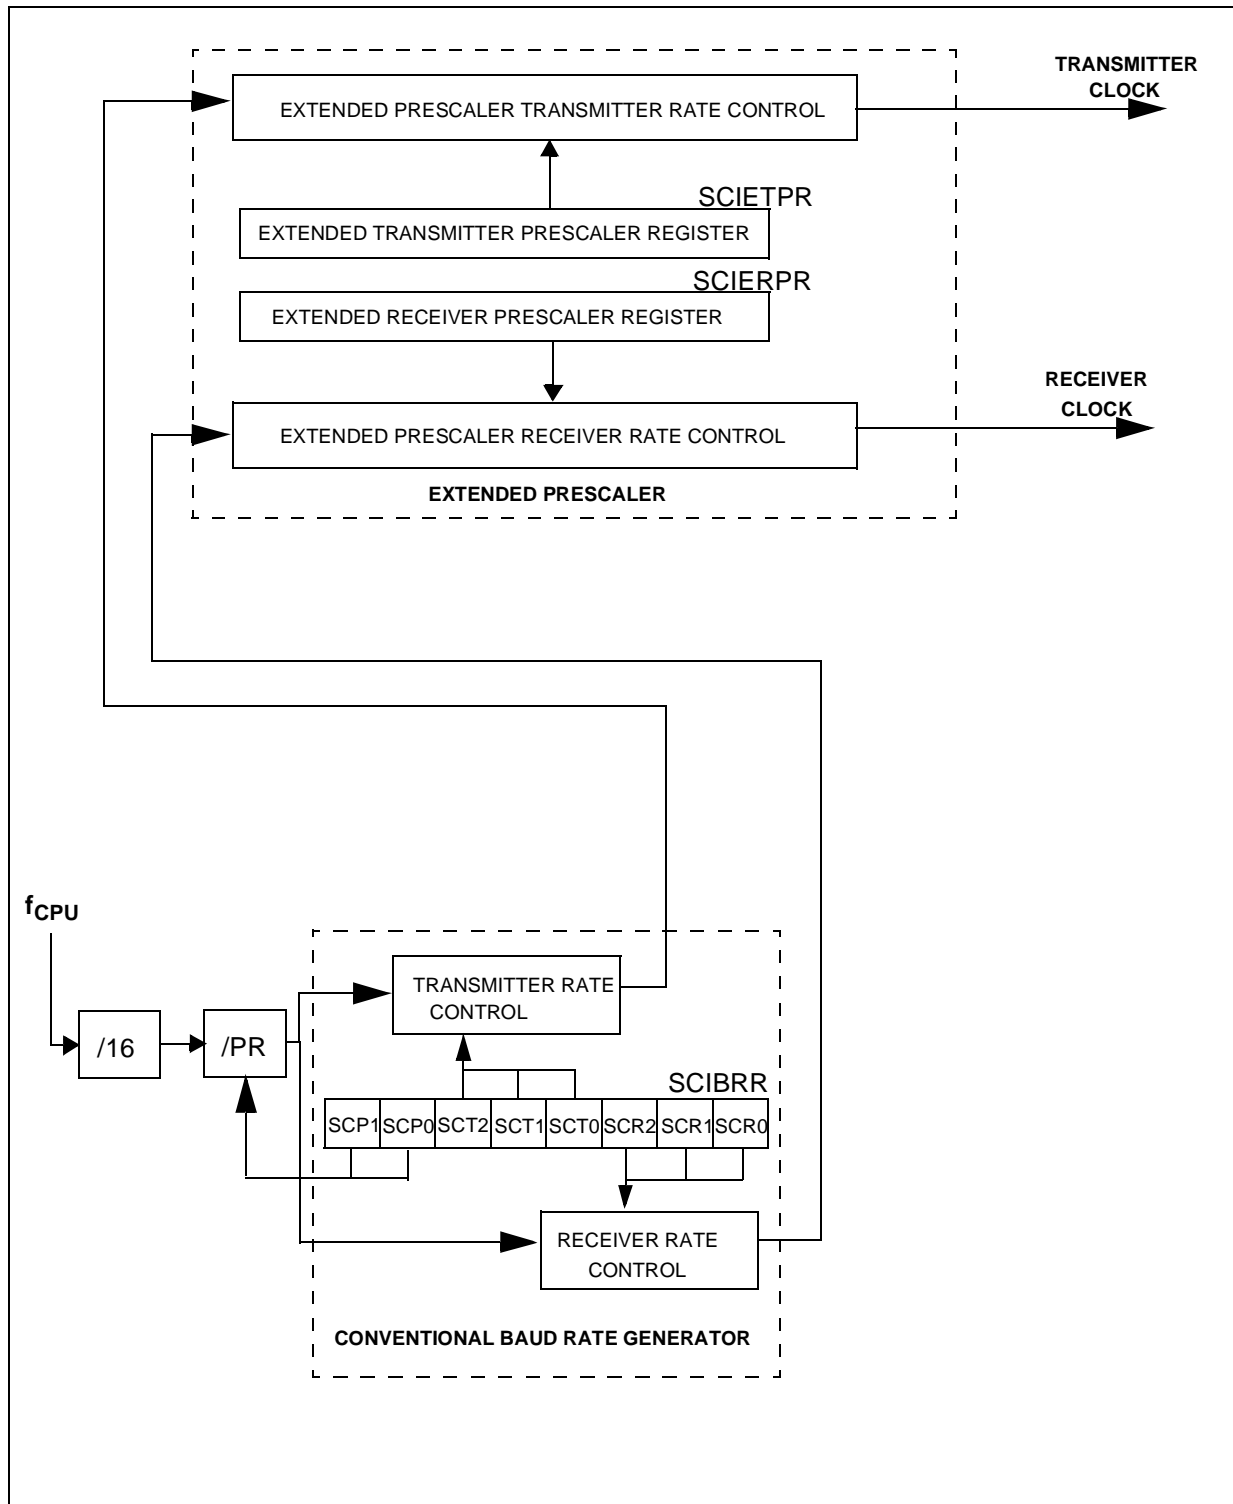 TRANSMITTER
CLOCK
EXTENDED PRESCALER TRANSMITTER RATE CONTROL
SCIETPR
EXTENDED TRANSMITTER PRESCALER REGISTER
SCIERPR
EXTENDED RECEIVER PRESCALER REGISTER
RECEIVER
CLOCK
EXTENDED PRESCALER RECEIVER RATE CONTROL
EXTENDED PRESCALER
fCPU
TRANSMITTER RATE
CONTROL
/16
/PR
SCIBRR
SCP1 SCP0 SCT2 SCT1 SCT0 SCR2 SCR1 SCR0
RECEIVER RATE
CONTROL
CONVENTIONAL BAUD RATE GENERATOR